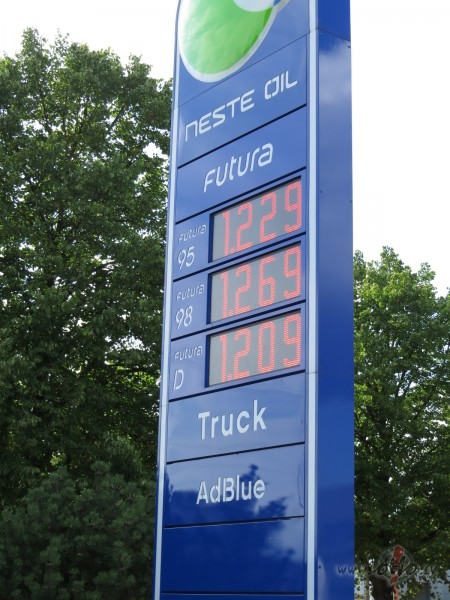 NESTE OIL
Futura
Futura
95
1.229
Futura
98
1.269
Futura
D
1.209
Truck
AdBlue